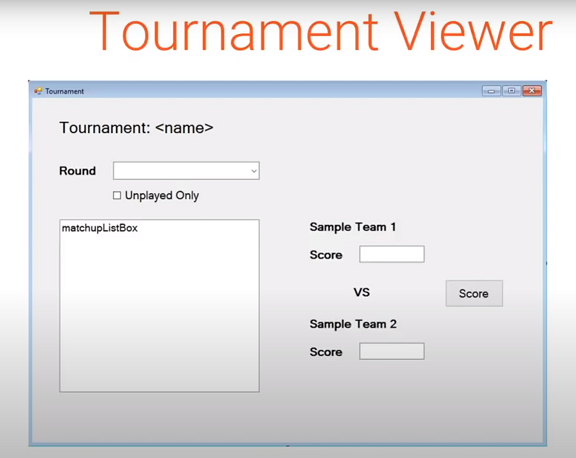 Tournament Viewer
Tournament
Tournament: <name>
Round
Unplayed Only
matchupListBox
Sample Team 1
Score
VS
Score
Sample Team 2
Score